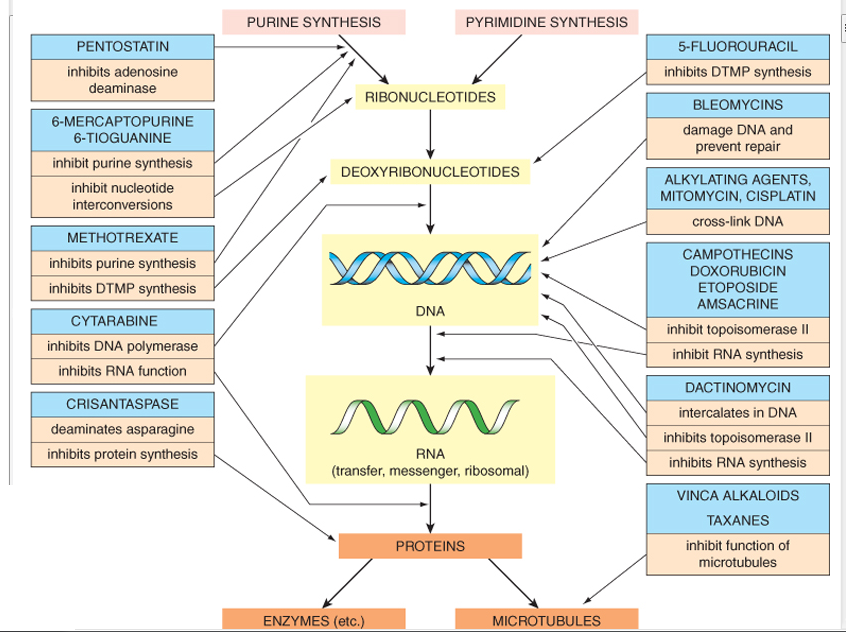 PURINE SYNTHESIS
PYRIMIDINE SYNTHESIS
PENTOSTATIN
inhibits adenosine
deaminase
6-MERCAPTOPURINE
6-TIOGUANINE
inhibit purine synthesis
inhibit nucleotide
interconversions
METHOTREXATE
inhibits purine synthesis
inhibits DTMP synthesis
CYTARABINE
inhibits DNA polymerase
inhibits RNA function
CRISANTASPASE
deaminates asparagine
inhibits protein synthesis
RIBONUCLEOTIDES
DEOXYRIBONUCLEOTIDES
DNA
RNA
(transfer, messenger, ribosomal)
PROTEINS
ENZYMES (etc.)
MICROTUBULES
5-FLUOROURACIL
inhibits DTMP synthesis
BLEOMYCINS
damage DNA and
prevent repair
ALKYLATING AGENTS,
MITOMYCIN, CISPLATIN
cross-link DNA
CAMPOTHECINS
DOXORUBICIN
ETOPOSIDE
AMSACRINE
inhibit topoisomerase II
inhibit RNA synthesis
DACTINOMYCIN
intercalates in DNA
inhibits topoisomerase II
inhibits RNA synthesis
VINCA ALKALOIDS
TAXANES
inhibit function of
microtubules